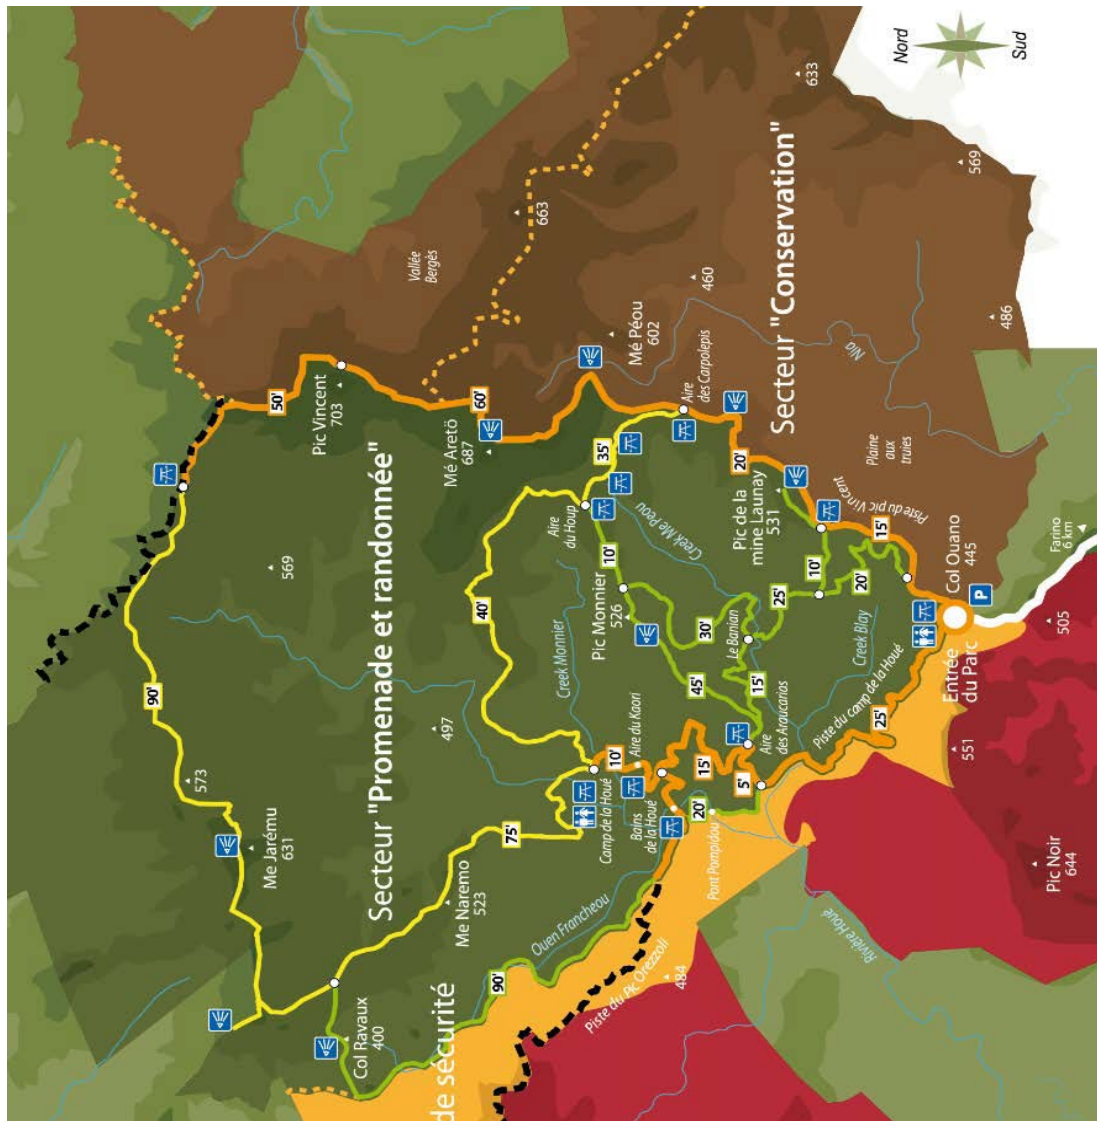 50'
Pic Vincent
703
Vallée
Bergès
663
633
Nord
Sud
569
90'
573
Me Jarému
631
569
Secteur "Promenade et randonnée"
497
Mé Aretö
687
60'
Mé Péou
602
460
Secteur "Conservation"
569
486
Nia
Plaine
aux
truies
Aire
des Carpolepis
35'
Aire
du Houp
10'
40'
Pic Monnier
526
Creek Monnier
Creek Me Peou
Pic de la
mine Launay
531
20'
Piste du pic Vincent
15'
10'
20'
25'
30'
Le Banian
15'
45'
Creek Blay
Col Ouano
445
P
Farino
6 km
505
Entrée
du Parc
25'
Piste du camp de la Houé
Aire
des Araucarias
10'
Aire du Kaori
15'
5'
20'
Camp de la Houé
Bains
de la Houé
Pont Pompidou
75'
Me Naremo
523
Ouen Francheou
90'
Col Ravaux
400
de sécurité
Piste du Pic Orezzoli
484
Rivière Houé
551
Pic Noir
644